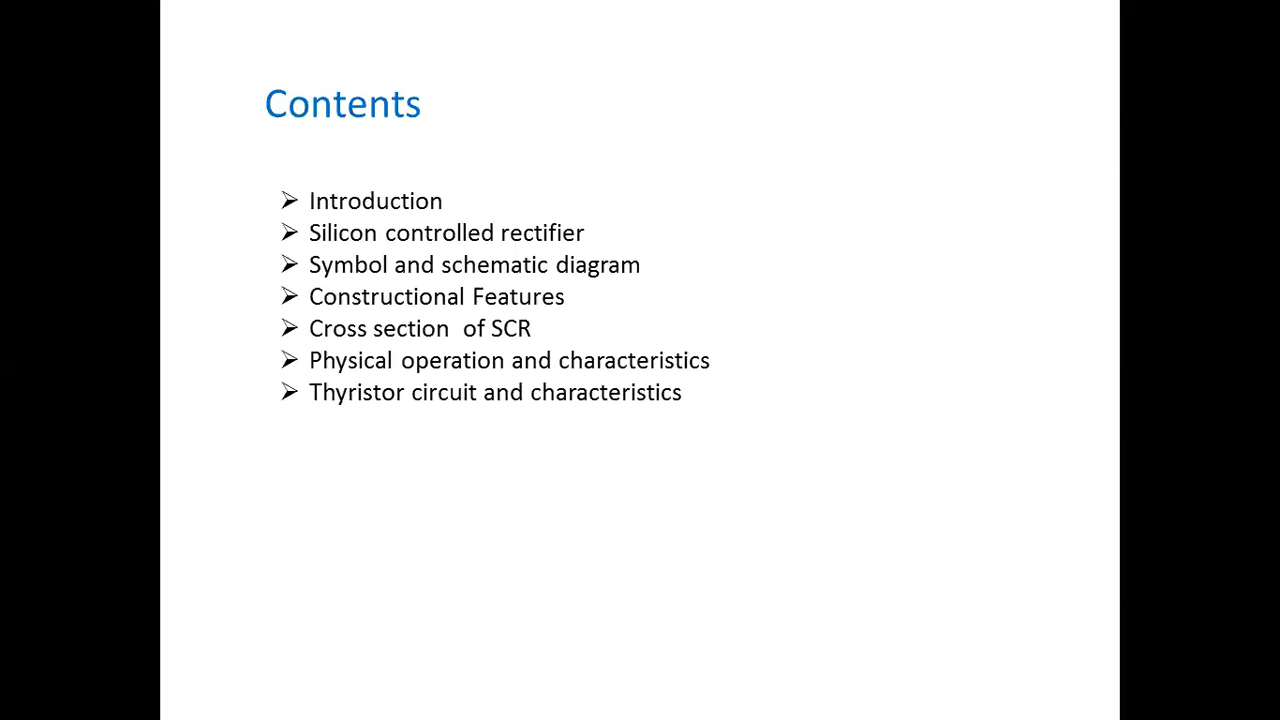 Contents
➢ Introduction
➢ Silicon controlled rectifier
➢ Symbol and schematic diagram
➢ Constructional Features
➢ Cross section  of SCR
➢ Physical operation and characteristics
➢ Thyristor circuit and characteristics